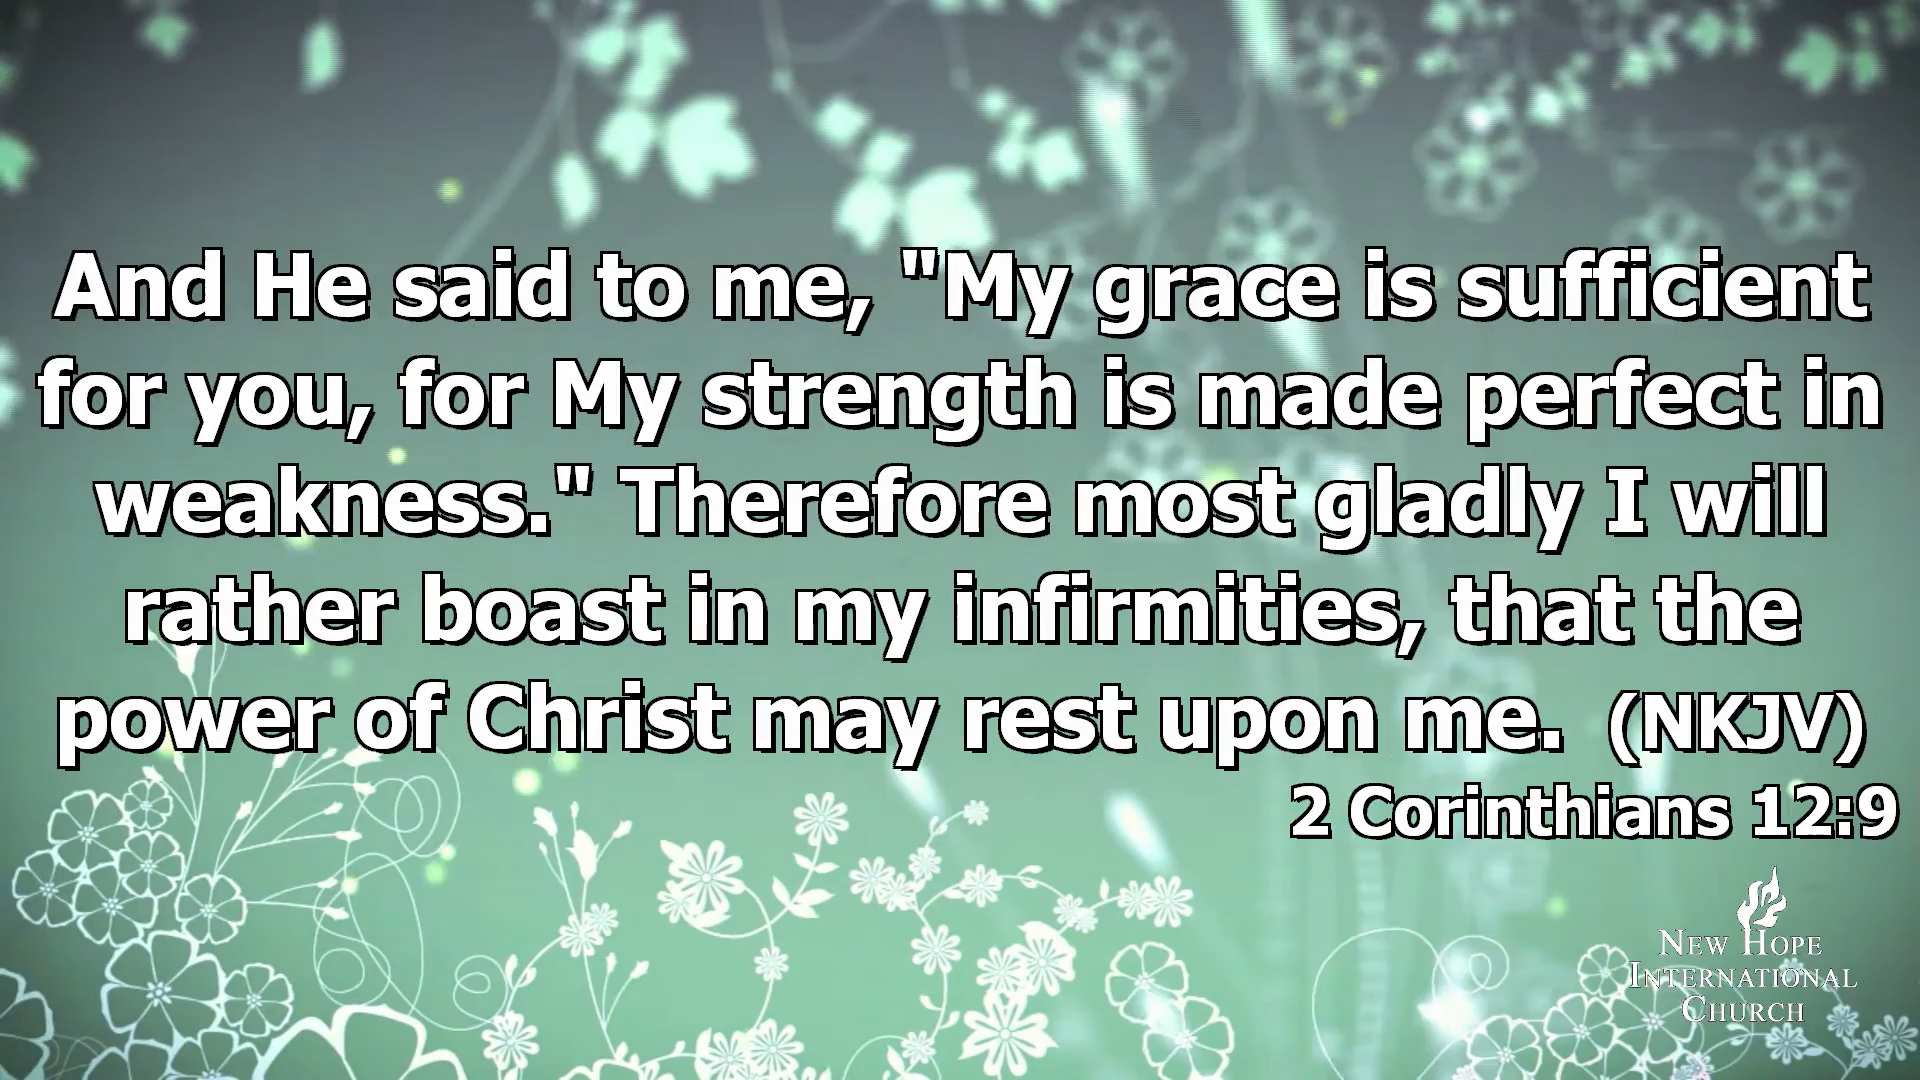 And He said to me, "My grace is sufficient
for you, for My strength is made perfect in
weakness." Therefore most gladly I will
rather boast in my infirmities, that the
power of Christ may rest upon me. (NKJV)
2 Corinthians 12:9
NEW HOPE
INTERNATIONAL
CHURCH